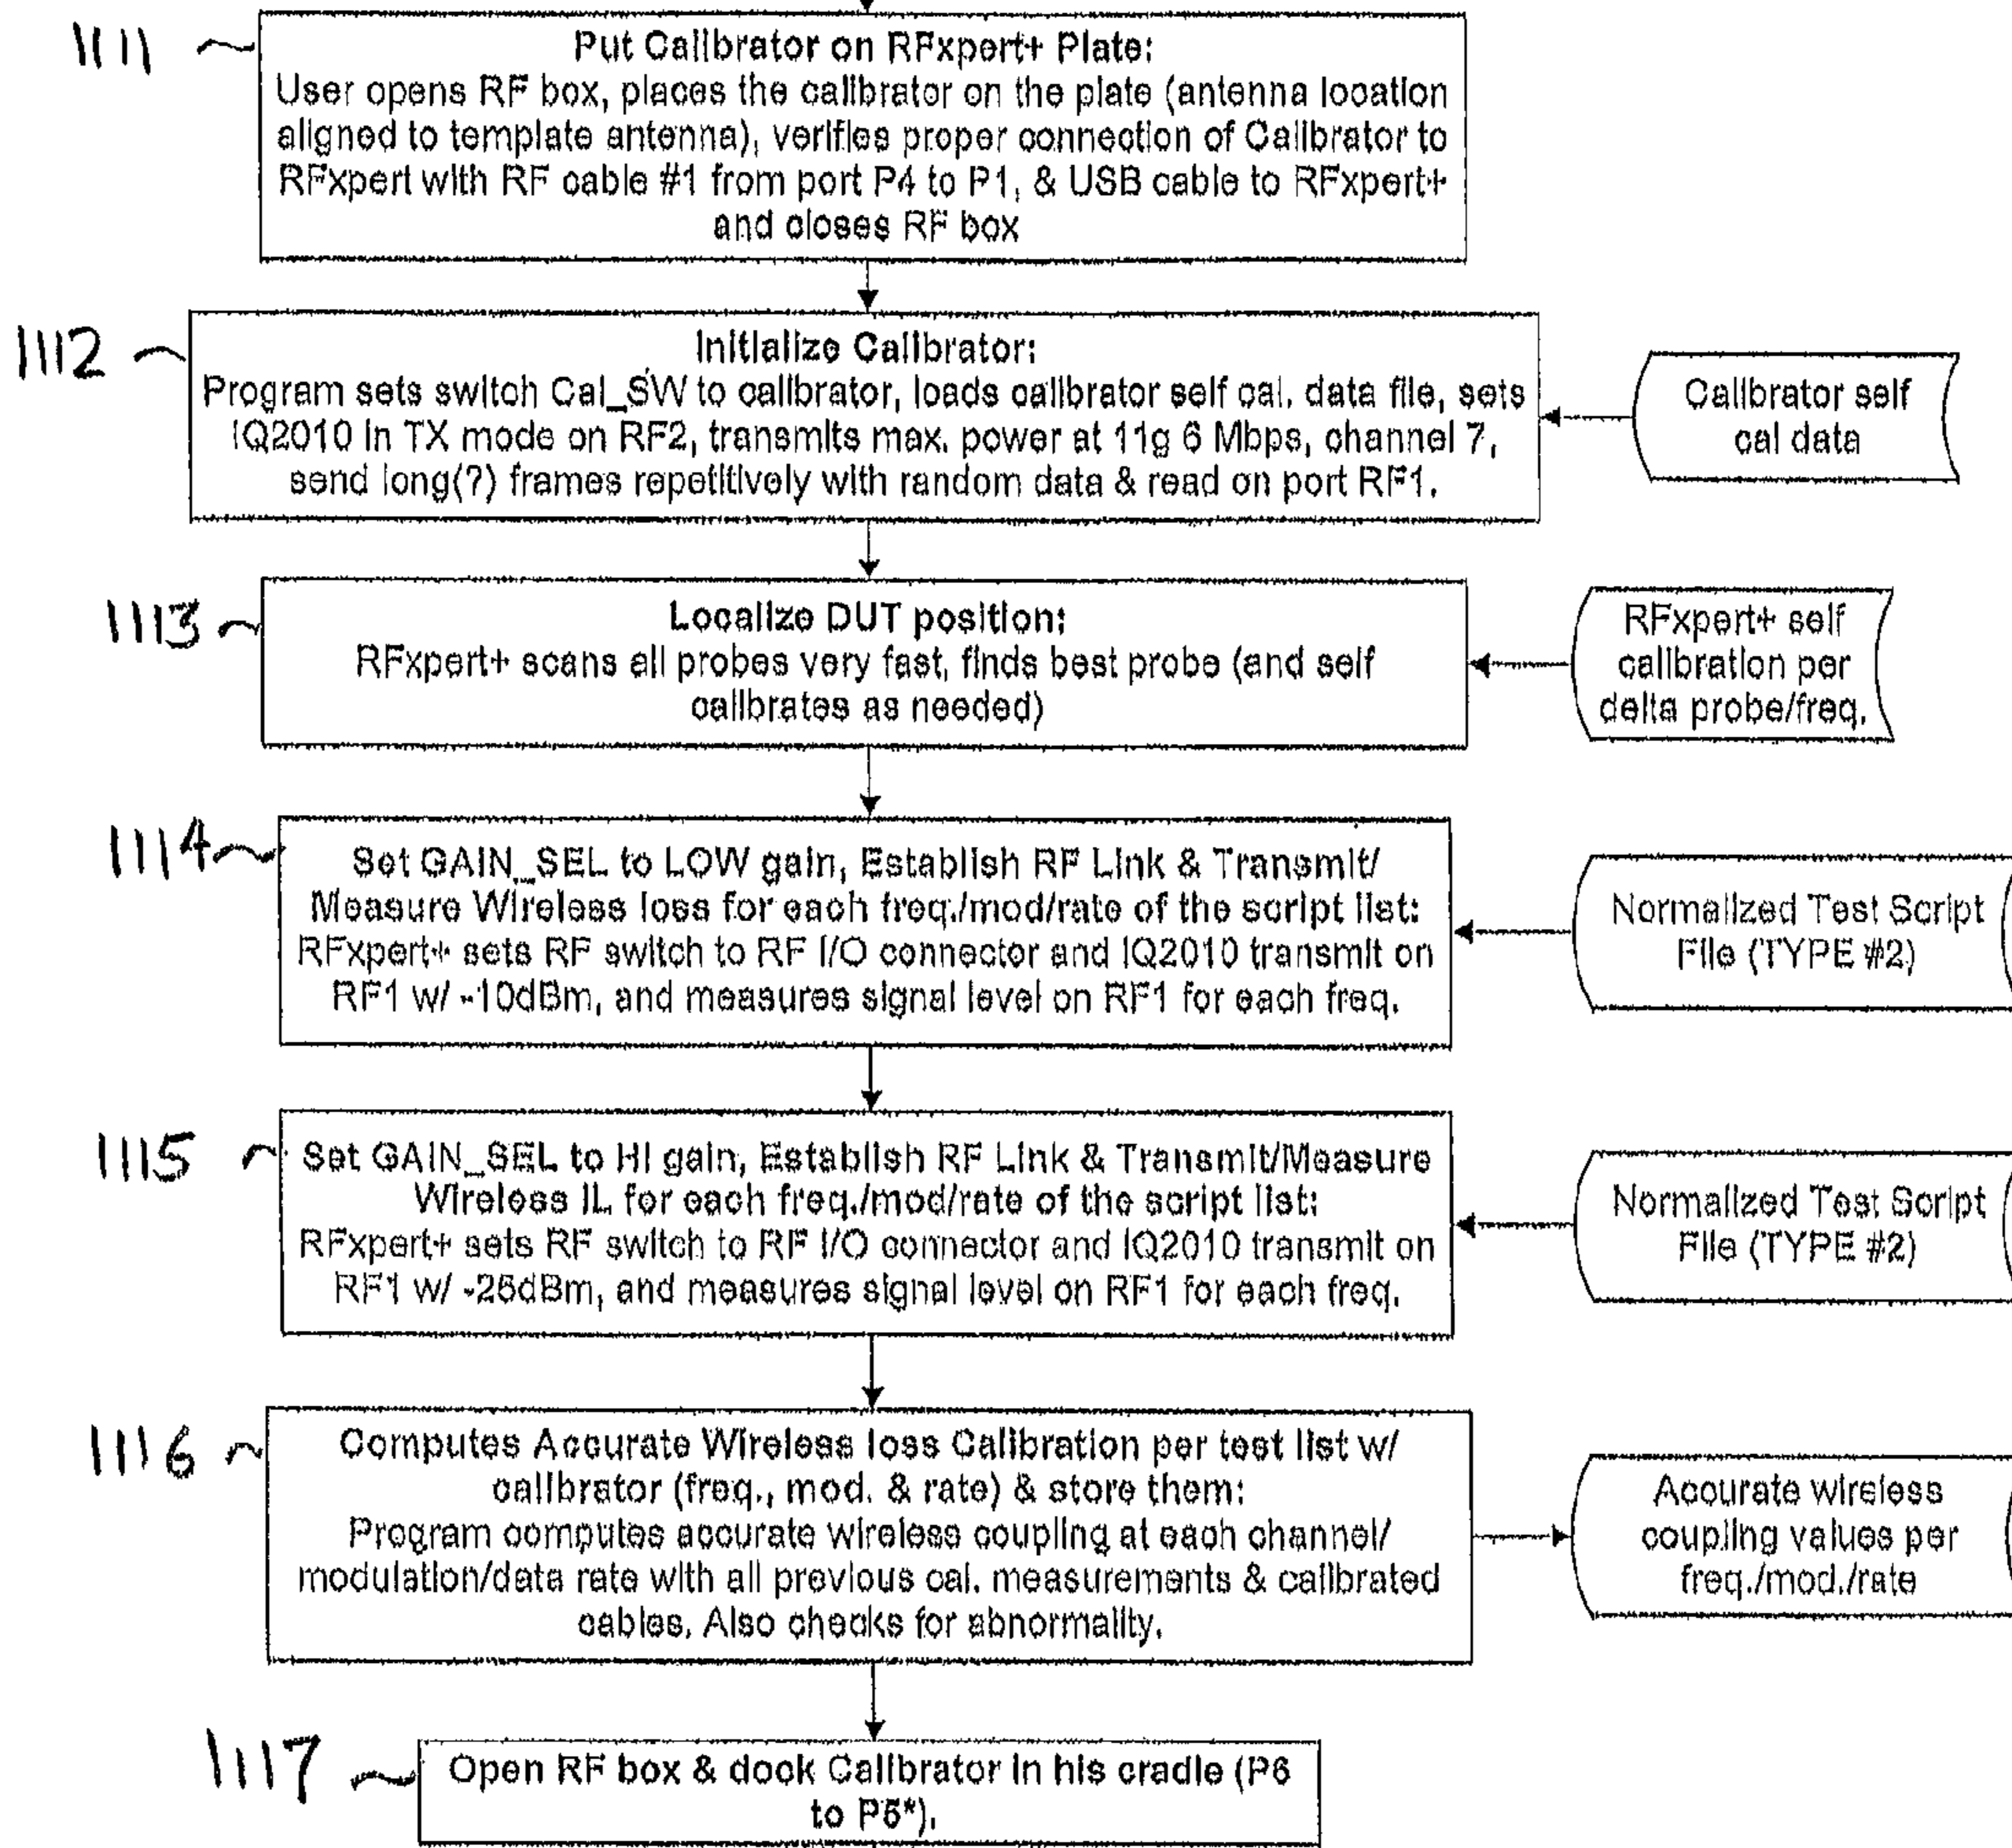 1111
Put Calibrator on RFxpert+ Plate:
User opens RF box, places the calibrator on the plate (antenna location
aligned to template antenna), verifies proper connection of Calibrator to
RFxpert with RF cable #1 from port P4 to P1, & USB cable to RFxpert+
and closes RF box
1112
Initialize Calibrator:
Program sets switch Cal_SW to calibrator, loads calibrator self cal. data file, sets
IQ2010 in TX mode on RF2, transmits max. power at 11g 6 Mbps, channel 7,
send long(?) frames repetitively with random data & read on port RF1.
Calibrator self
cal data
1113
Localize DUT position:
RFxpert+ scans all probes very fast, finds best probe (and self
calibrates as needed)
RFxpert+ self
calibration per
delta probe/freq.
1114
Set GAIN_SEL to LOW gain, Establish RF Link & Transmit/
Measure Wireless loss for each freq./mod/rate of the script list:
RFxpert+ sets RF switch to RF I/O connector and IQ2010 transmit on
RF1 w/ -10dBm, and measures signal level on RF1 for each freq.
Normalized Test Script
File (TYPE #2)
1115
Set GAIN_SEL to HI gain, Establish RF Link & Transmit/Measure
Wireless IL for each freq./mod/rate of the script list:
RFxpert+ sets RF switch to RF I/O connector and IQ2010 transmit on
RF1 w/ and measures signal level on RF1 for each freq.
Normalized Test Script
File (TYPE #2)
1116
Computes Accurate Wireless loss Calibration per test list w/
calibrator (freq., mod. & rate) & store them:
Program computes accurate wireless coupling at each channel/
modulation/data rate with all previous cal. measurements & calibrated
cables. Also checks for abnormality.
Accurate wireless
coupling values per
freq./mod./rate
1117
Open RF box & dock Calibrator in his cradle
to